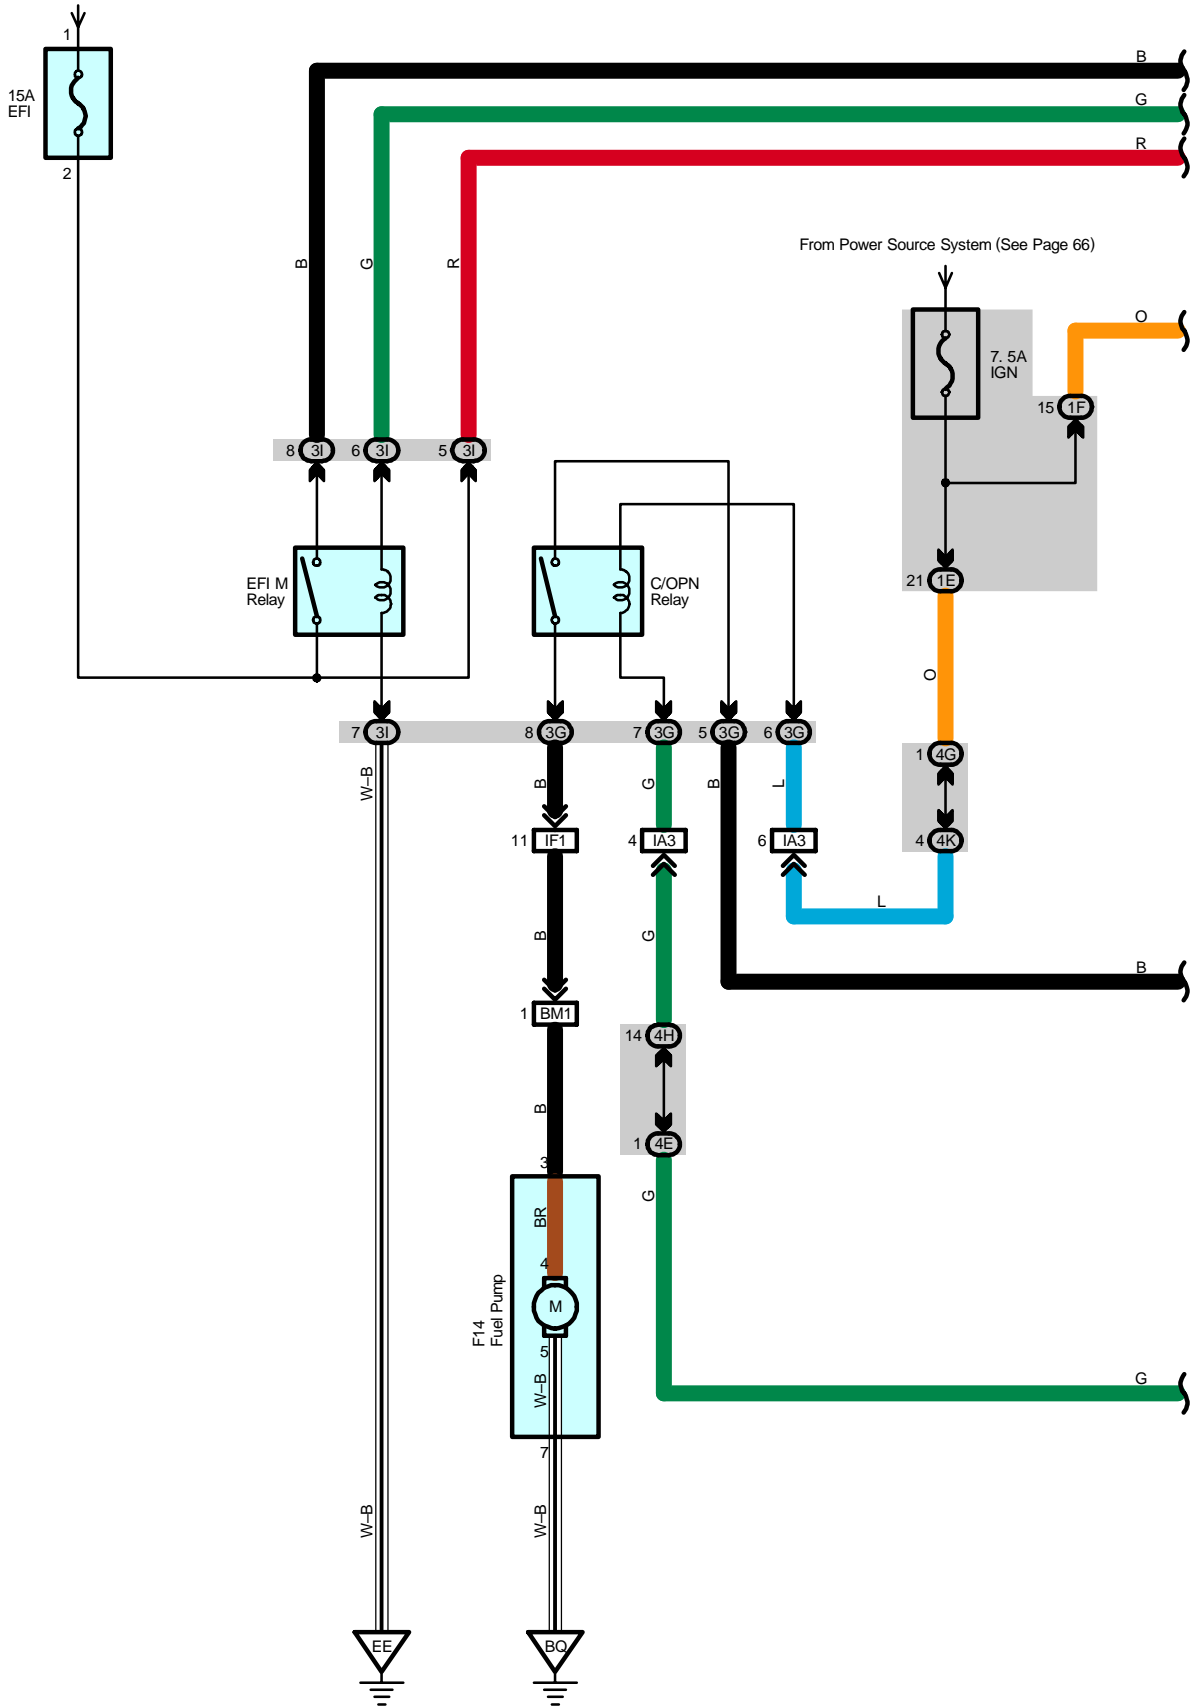 1
15A
EFI
2
B
G
R
B
G
R
From Power Source System (See Page 66)
7. 5A
IGN
O
15 1F
8 3I
6 3I
5 3I
EFI M
Relay
C/OPN
Relay
21 1E
O
7 3I
8 3G
7 3G
5 3G
6 3G
1 4G
W–B
B
G
B
L
11 IF1
4 IA3
6 IA3
4 4K
L
B
G
B
1 BM1
14 4H
B
1 4E
3
BR
G
4
F14
Fuel Pump
M
5
W–B
G
7
W–B
W–B
EE
BQ